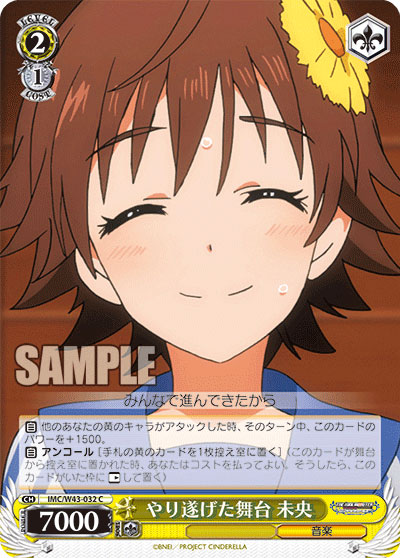 LEVEL
2
1
COST
SAMPLE
みんなで進んできたから
自 他のあなたの黄のキャラがアタックした時、そのターン中、このカードの
パワーを+1500。
自 アンコール [手札の黄のカードを1枚控え室に置く] (このカードが舞台
から控え室に置かれた時、あなたはコストを払ってよい。そうしたら、この
カードがいた枠に レスト して置く)
CH IMC/W43-032 C
7000
やり遂げた舞台 未央
音楽
©BNEI / PROJECT CINDERELLA